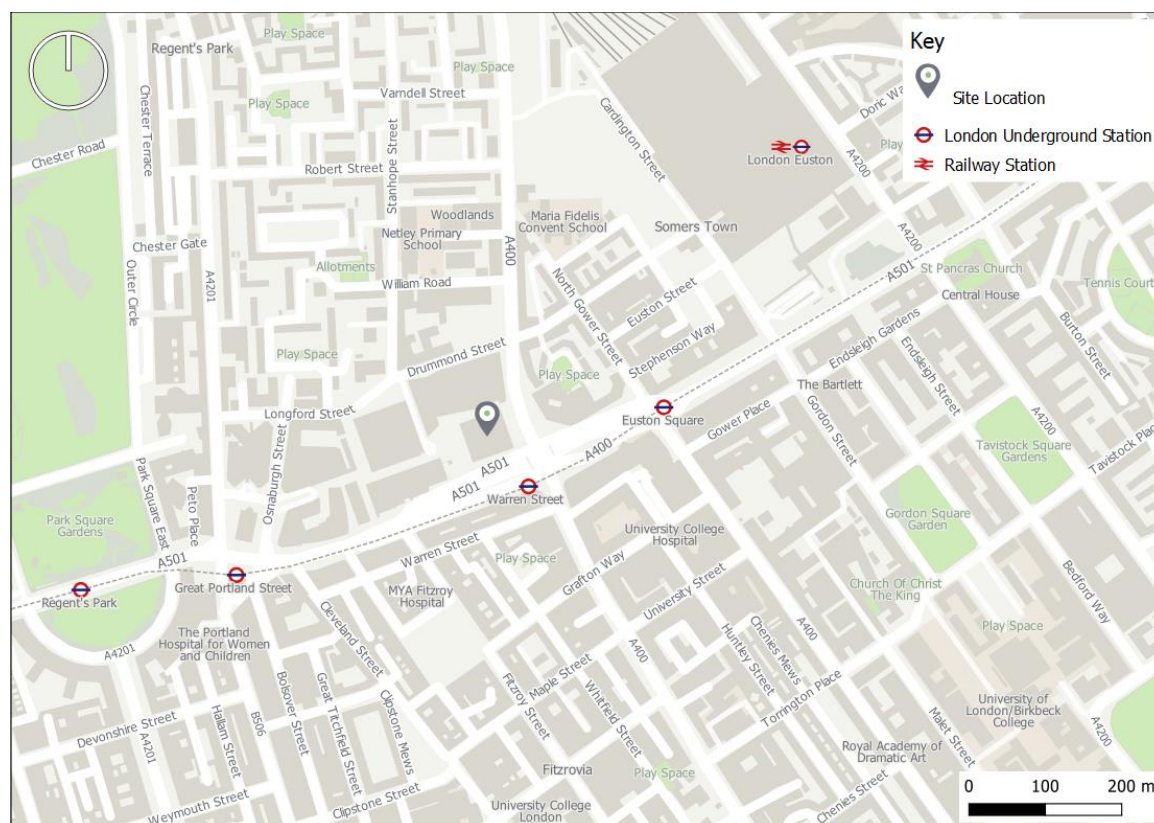 Key
Site Location
London Underground Station
Railway Station
Regent's Park
Play Space
Play Space
Play Space
Varndell Street
Chester Terrace
Chester Road
Robert Street
Stanhope Street
Cardington Street
Doric Wa
London Euston
A4200
Woodlands
Netley Primary
School
Maria Fidelis
Convent School
Somers Town
A400
Chester Gate
Outer Circle
A4201
Allotments
William Road
North Gower Street
Euston Street
Stephenson Way
A4200
A501
St Pancras Church
Central House
Tennis Court
Burton Street
Endsleigh Gardens
Endsleigh Street
Play Space
Drummond Street
Play Space
Longford Street
The Bartlett
Euston Square
Gower Place
Gordon Street
A4200
Tavistock Square
Gardens
Tavistock Place
Osnaburgh Street
Park Square East
Peto Place
A501
A501
A400
Warren Street
Park Square
Gardens
A501
Regent's Park
Great Portland Street
Warren Street
Play Space
University College
Hospital
Gordon Square
Garden
Grafton Way
University Street
MYA Fitzroy
Hospital
Church Of Christ
The King
Bedford Way
Play Space
A4201
The Portland
Hospital for Women
and Children
Cleveland Street
A400
Maple Street
Huntley Street
Chenies Mews
A400
Torrington Place
Devonshire Street
A4201
Hallam Street
B506
Bolsover Street
Great Titchfield Street
Clipstone Mews
Fitzroy Street
Whitfield Street
Malet Street
University of
London/Birkbeck
College
A4200
Royal Academy of
Dramatic Art
Fitzrovia
Play Space
Weymouth Street
Clipstone Street
University College
London
Chenies Street
0 100 200 m